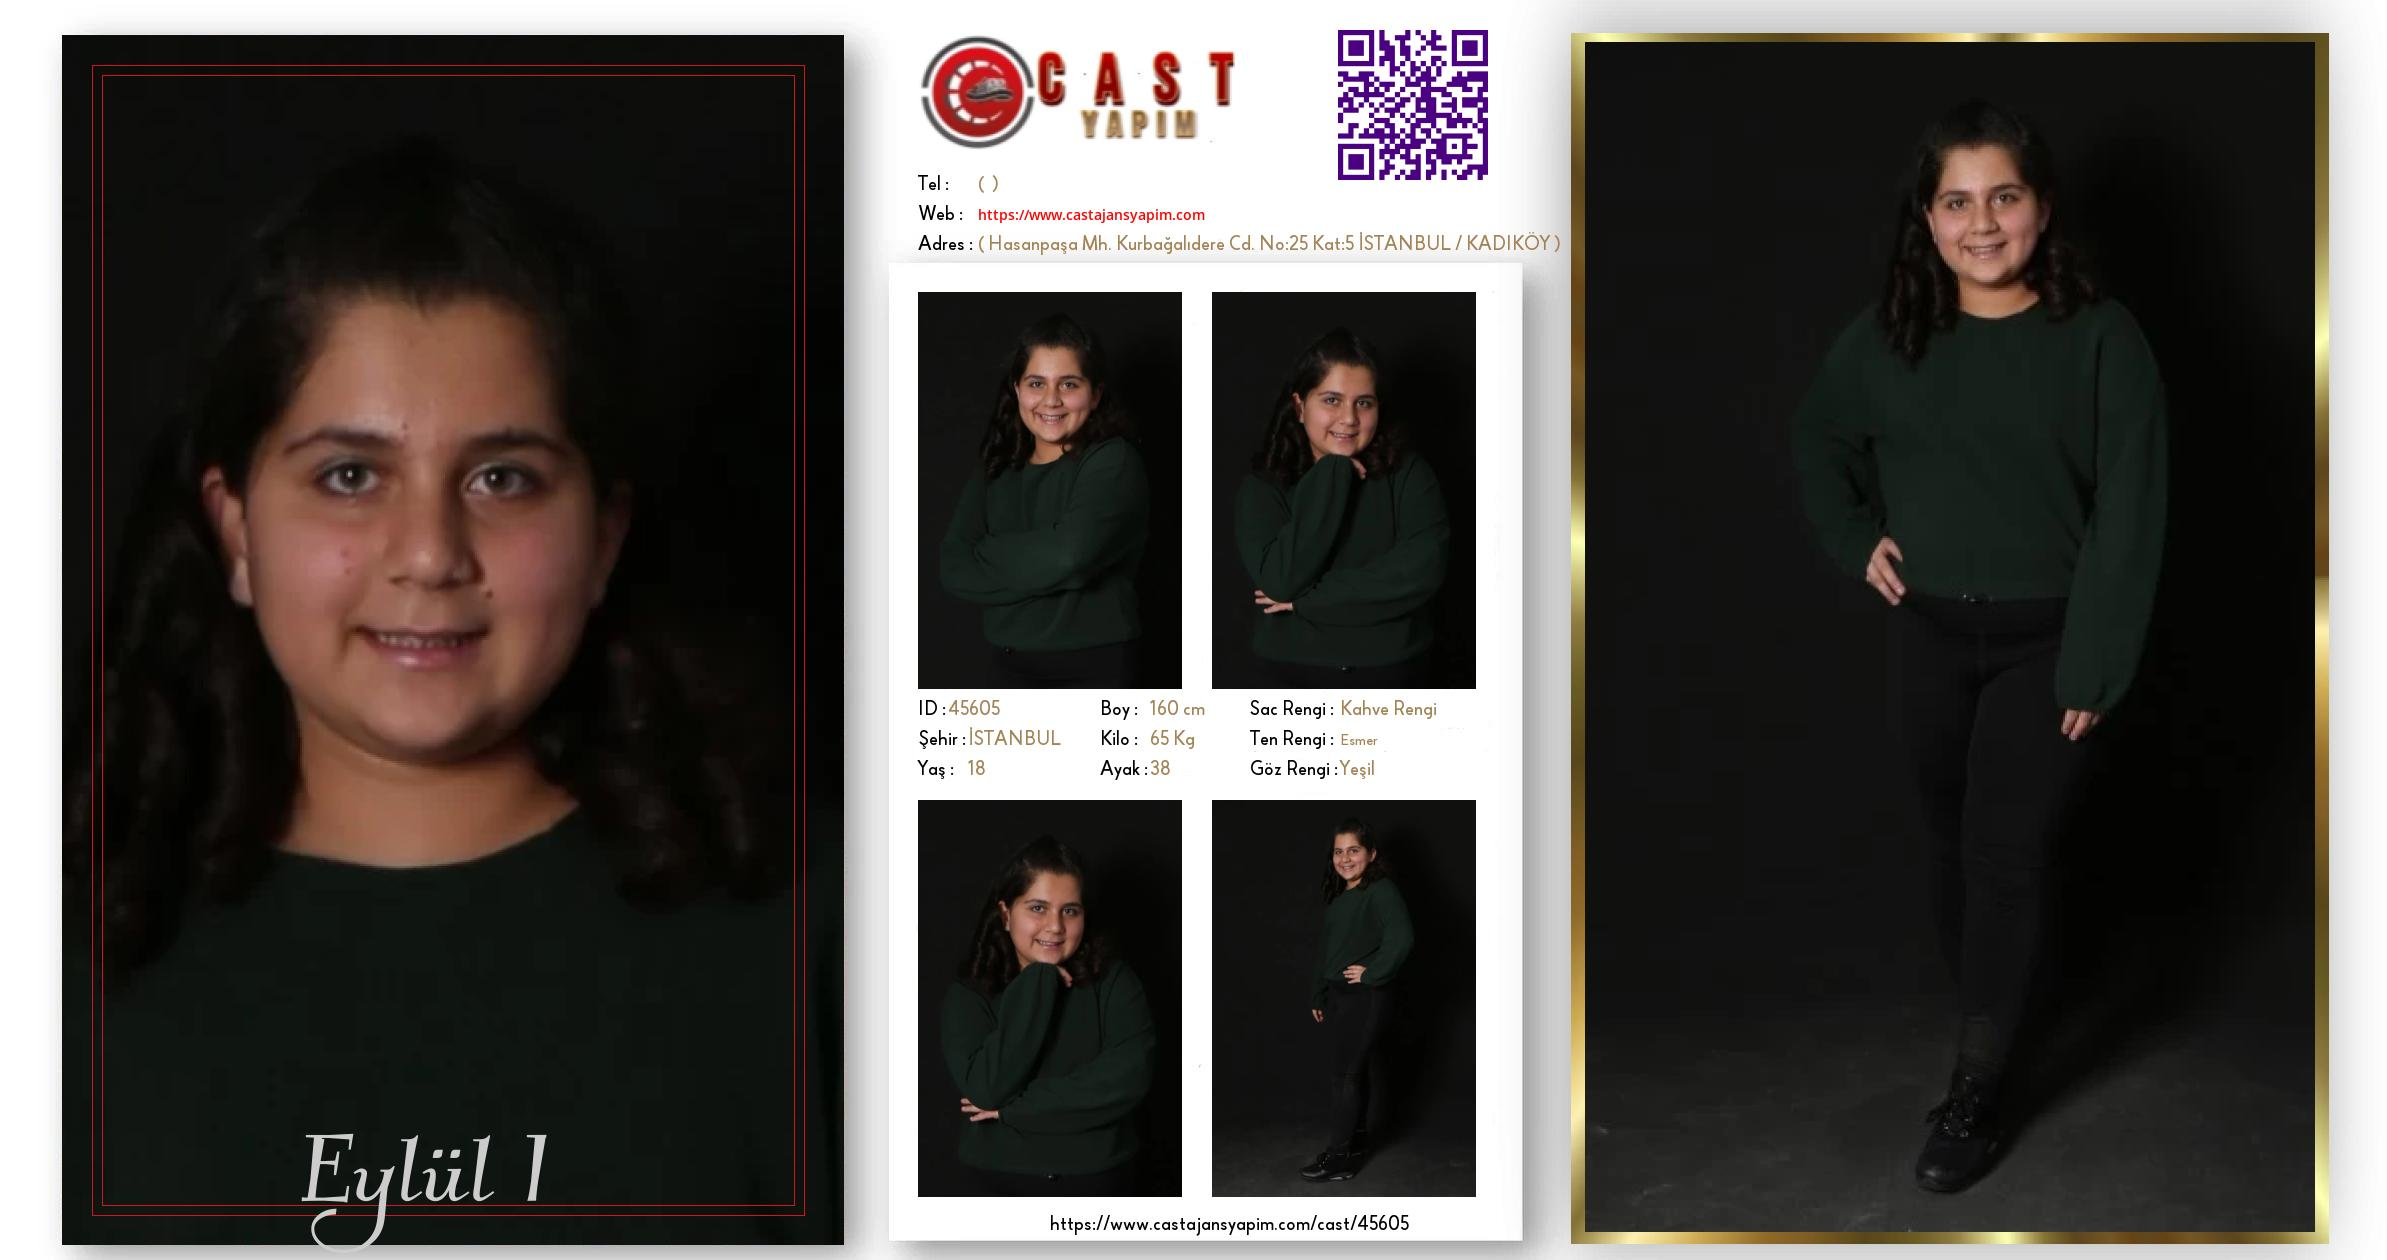 CAST
YAPIM
Tel : ( )
Web : https://www.castajansyapim.com
Adres : ( Hasanpaşa Mh. Kurbağalıdere Cd. No:25 Kat:5 İSTANBUL / KADIKÖY )
ID : 45605 Boy : 160 cm Sac Rengi : Kahve Rengi
Şehir : İSTANBUL Kilo : 65 Kg Ten Rengi : Esmer
Yaş : 18 Ayak : 38 Göz Rengi : Yeşil
Eylül I
https://www.castajansyapim.com/cast/45605